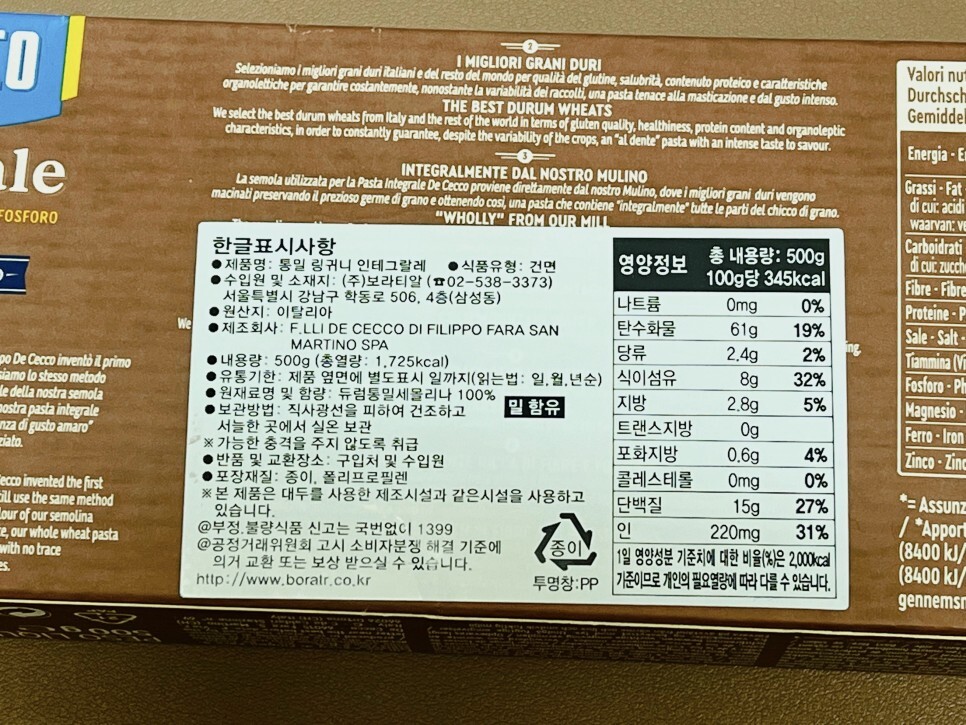 2
I MIGLIORI GRANI DURI
Selezioniamo i migliori grani duri italiani e del resto del mondo per qualità del glutine, salubrità, contenuto proteico e caratteristiche
organolettiche per garantire costantemente, nonostante la variabilità dei raccolti, una pasta tenace alla masticazione e dal gusto intenso.
THE BEST DURUM WHEATS
We select the best durum wheats from Italy and the rest of the world in terms of gluten quality, healthiness, protein content and organoleptic
characteristics, in order to constantly guarantee, despite the variability of the crops, an "al dente" pasta with an intense taste to savour.
3
INTEGRALMENTE DAL NOSTRO MULINO
La semola utilizzata per la Pasta Integrale De Cecco proviene direttamente dal nostro Mulino, dove i migliori grani duri vengono
macinati preservando il prezioso germe di grano e ottenendo così, una pasta che contiene "integralmente" tutte le parti del chicco di grano.
"WHOLLY" FROM OUR MILL
We
ing.
ale
FOSFORO
po De Cecco inventò il primo
siamo lo stesso metodo
le della nostra semola
nostra pasta integrale
nza di gusto amaro"
ziato.
ecco invented the first
till use the same method
lour of our semolina
e, our whole wheat pasta
with no trace
es.
한글표시사항
●제품명: 통밀 링귀니 인테그랄레 ●식품유형: 건면
●수입원 및 소재지: (주)보라티알 (☎02-538-3373)
서울특별시 강남구 학동로 506, 4층(삼성동)
●원산지: 이탈리아
●제조회사: F.LLI DE CECCO DI FILIPPO FARA SAN
MARTINO SPA
●내용량: 500g (총열량: 1,725kcal)
●유통기한: 제품 옆면에 별도표시 일까지(읽는법: 일,월,년순)
●원재료명 및 함량: 듀럼통밀세몰리나 100%
밀 함유
●보관방법: 직사광선을 피하여 건조하고
서늘한 곳에서 실온 보관
※ 가능한 충격을 주지 않도록 취급
●반품 및 교환장소: 구입처 및 수입원
●포장재질: 종이, 폴리프로필렌
※본 제품은 대두를 사용한 제조시설과 같은시설을 사용하고
있습니다.
@부정.불량식품 신고는 국번없이 1399
@공정거래위원회 고시 소비자분쟁 해결 기준에
의거 교환 또는 보상 받으실 수 있습니다.
http://www.boratr.co.kr
종이
투명창:PP
영양정보 총 내용량: 500g
100g당 345kcal
나트륨 0mg 0%
탄수화물 61g 19%
당류 2.4g 2%
식이섬유 8g 32%
지방 2.8g 5%
트랜스지방 0g
포화지방 0.6g 4%
콜레스테롤 0mg 0%
단백질 15g 27%
인 220mg 31%
1일 영양성분 기준치에 대한 비율(%)은 2,000kcal
기준이므로 개인의 필요열량에 따라 다를 수 있습니다.
Valori nut
Durchsch
Gemiddel
Energia - E
Grassi - Fat
di cui: acidi
waarvan: ve
Carboidrati
di cui: zucche
Fibre - Fibre
Proteine - P
Sale - Salt -
Tiammina (Vi
Fosforo - Ph
Magnesio -
Ferro - Iron
Zinco - Zinc
*= Assunz
/ *Apport
(8400 kJ/
(8400 kJ/
gennemsn